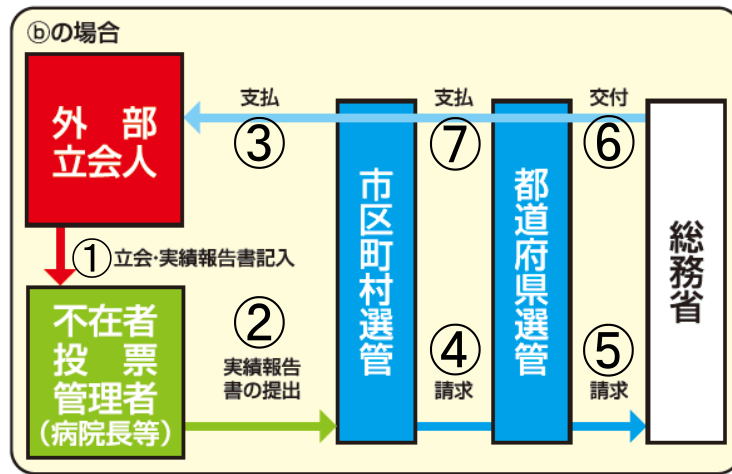 ⓑの場合
外 部
立会人
支払
③
支払
⑦
交付
⑥
①立会・実績報告書記入
市区町村選管
都道府県選管
総務省
不在者
投 票
管理者
(病院長等)
②
実績報告
書の提出
④
請求
⑤
請求